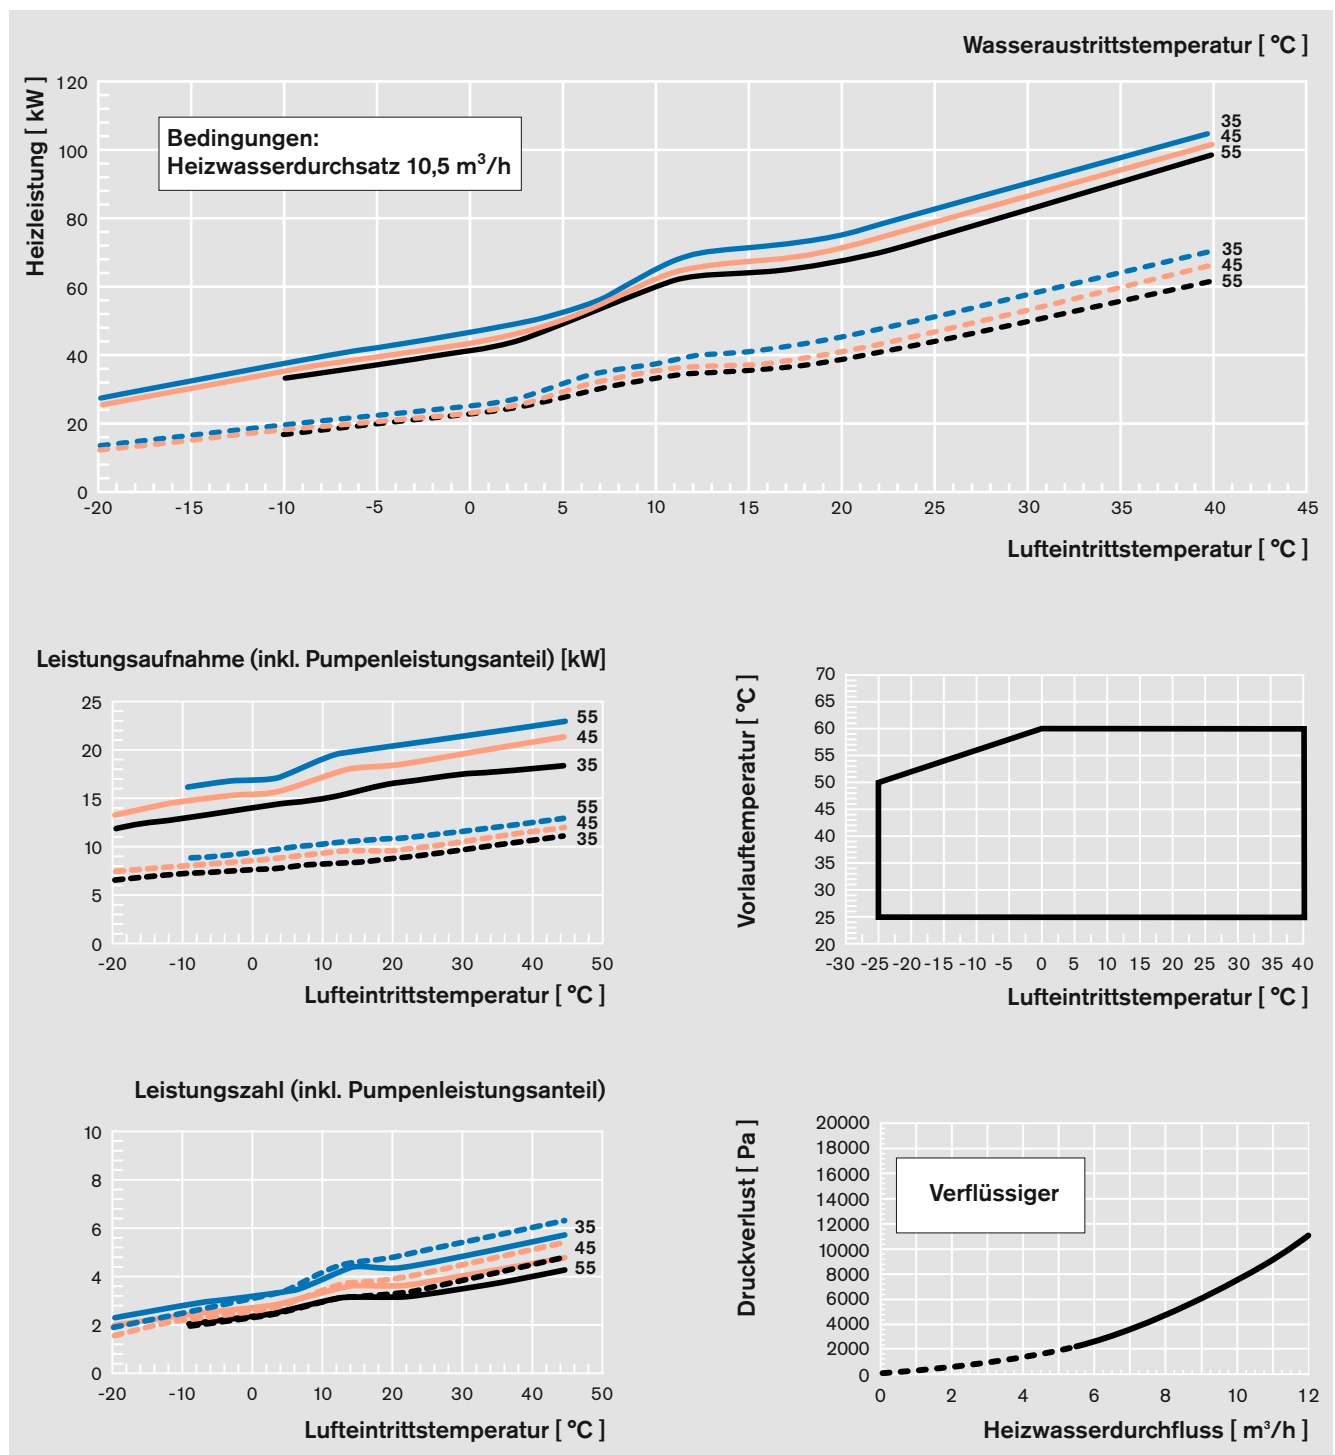 Wasseraustrittstemperatur [ °C ]
Heizleistung [ kW ]
Bedingungen:
Heizwasserdurchsatz 10,5 m³/h
120
100
80
60
40
20
0
35
45
55
35
45
55
-20 -15 -10 -5 0 5 10 15 20 25 30 35 40 45
Lufteintrittstemperatur [ °C ]
Leistungsaufnahme (inkl. Pumpenleistungsanteil) [kW]
25
20
15
10
5
0
55
45
35
55
45
35
-20 -10 0 10 20 30 40 50
Lufteintrittstemperatur [ °C ]
Vorlauftemperatur [ °C ]
70
65
60
55
50
45
40
35
30
25
20
-30 -25 -20 -15 -10 -5 0 5 10 15 20 25 30 35 40
Lufteintrittstemperatur [ °C ]
Leistungszahl (inkl. Pumpenleistungsanteil)
10
8
6
4
2
0
35
45
55
-20 -10 0 10 20 30 40 50
Lufteintrittstemperatur [ °C ]
Druckverlust [ Pa ]
Verflüssiger
20000
18000
16000
14000
12000
10000
8000
6000
4000
2000
0
0 2 4 6 8 10 12
Heizwasserdurchfluss [ m³/h ]